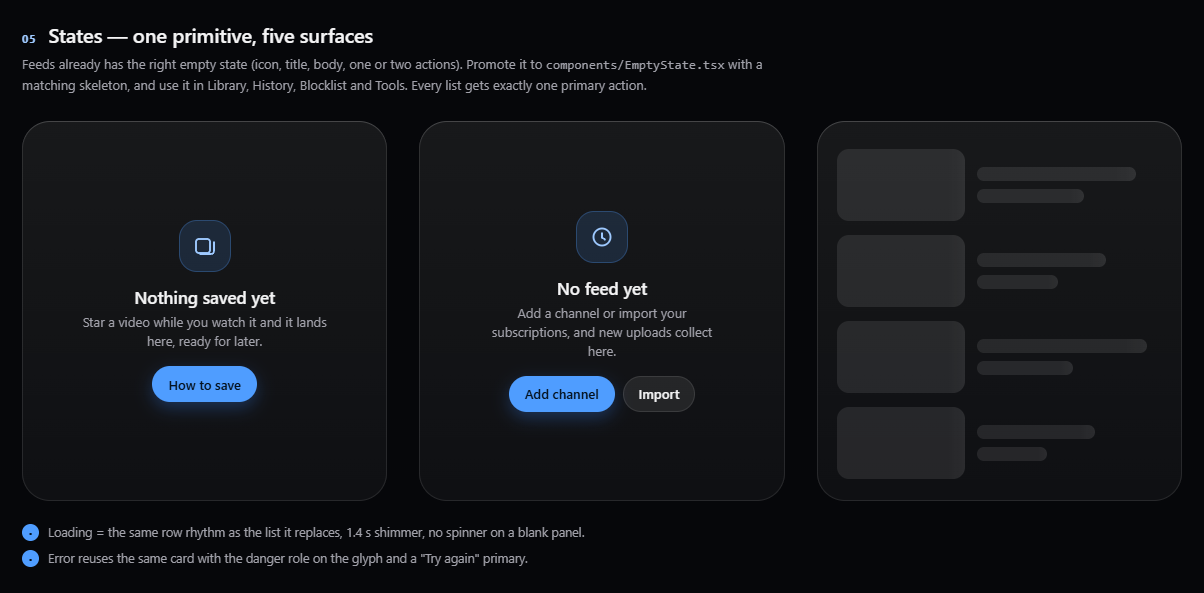 05 States — one primitive, five surfaces
Feeds already has the right empty state (icon, title, body, one or two actions). Promote it to components/EmptyState.tsx with a
matching skeleton, and use it in Library, History, Blocklist and Tools. Every list gets exactly one primary action.
Nothing saved yet
Star a video while you watch it and it lands
here, ready for later.
How to save
No feed yet
Add a channel or import your
subscriptions, and new uploads collect
here.
Add channel Import
Loading = the same row rhythm as the list it replaces, 1.4 s shimmer, no spinner on a blank panel.
Error reuses the same card with the danger role on the glyph and a "Try again" primary.